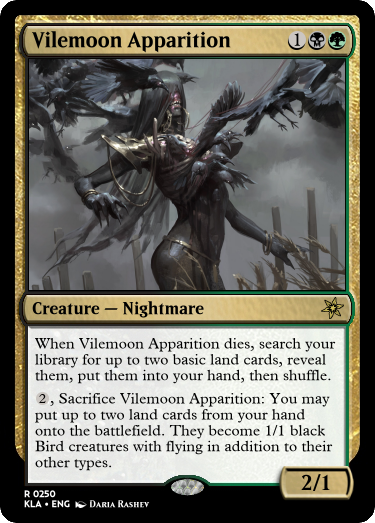 Vilemoon Apparition 1
Creature — Nightmare
When Vilemoon Apparition dies, search your
library for up to two basic land cards, reveal
them, put them into your hand, then shuffle.
2, Sacrifice Vilemoon Apparition: You may
put up to two land cards from your hand
onto the battlefield. They become 1/1 black
Bird creatures with flying in addition to their
other types.
2/1
R 0250
KLA • ENG Daria Rashev